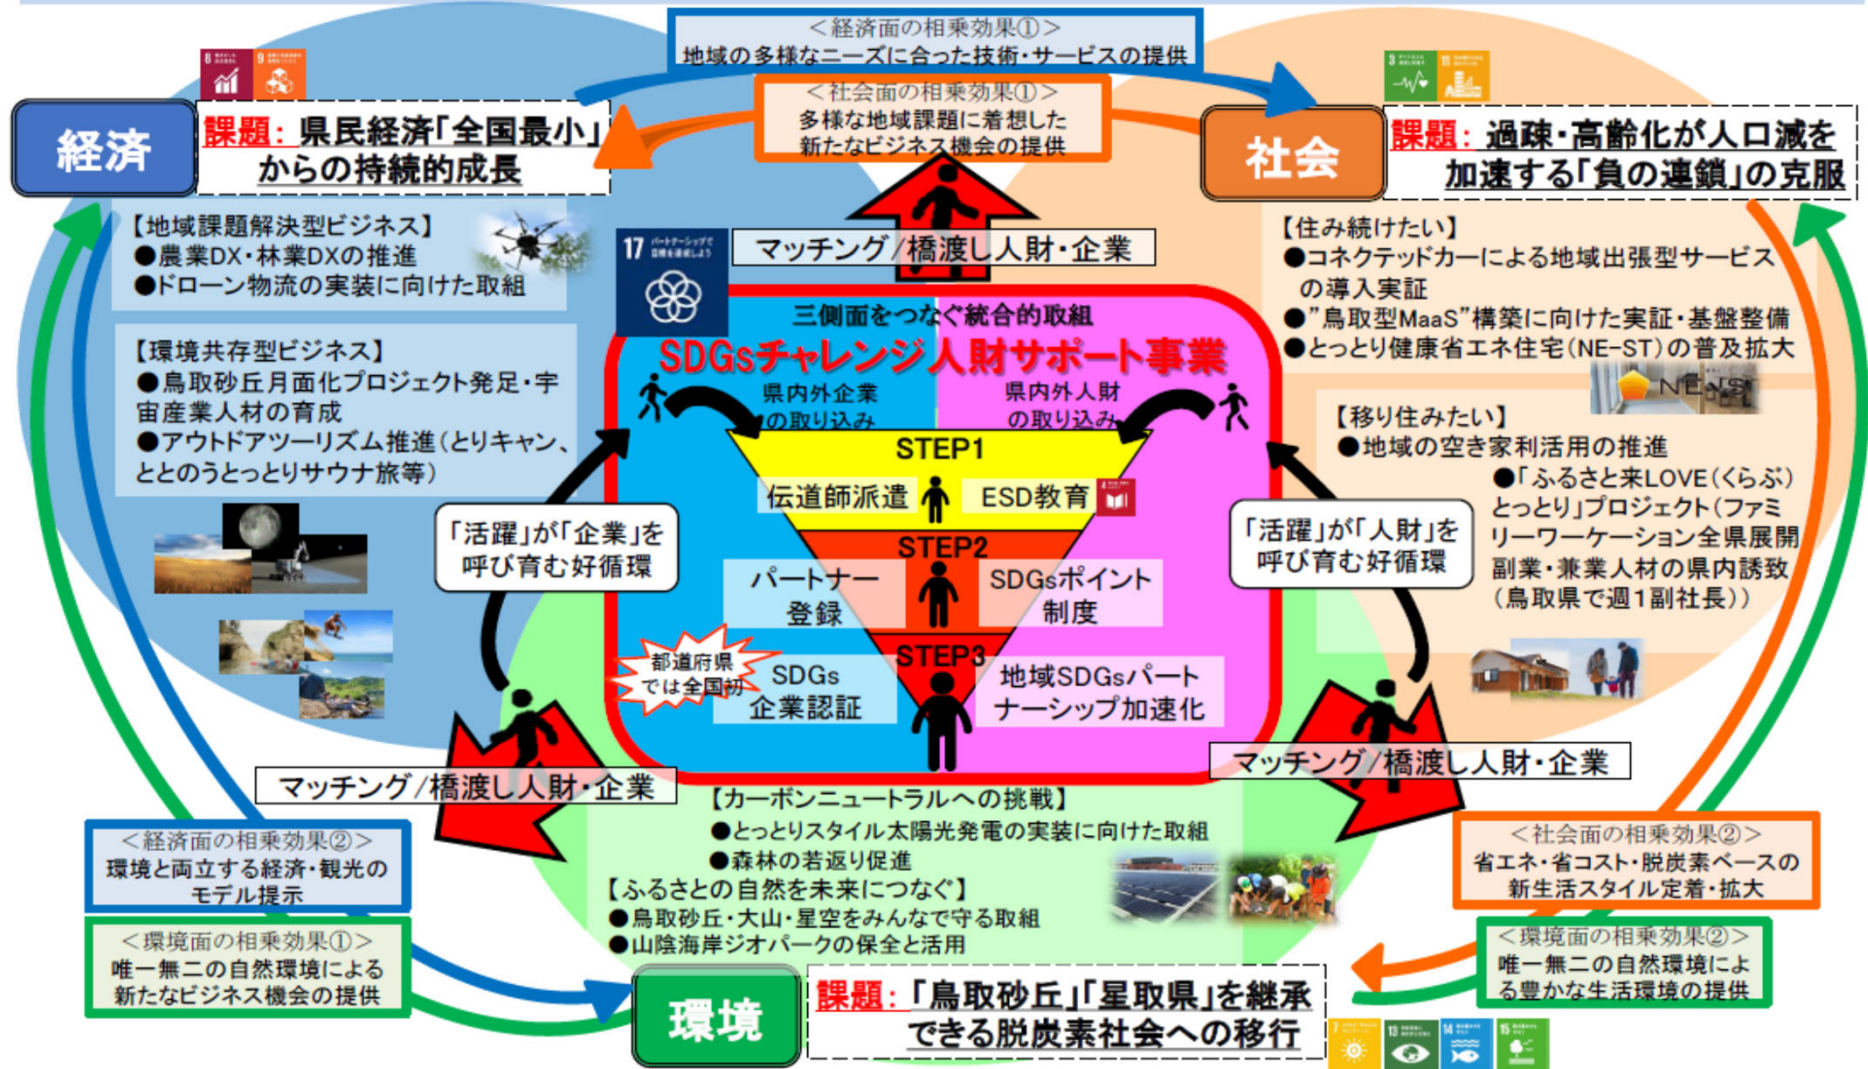 ＜経済面の相乗効果①＞
地域の多様なニーズに合った技術・サービスの提供
＜社会面の相乗効果①＞
多様な地域課題に着想した
新たなビジネス機会の提供
8
9
経済
課題：県民経済「全国最小」
からの持続的成長
3
11
社会
課題：過疎・高齢化が人口減を
加速する「負の連鎖」の克服
【地域課題解決型ビジネス】
●農業DX・林業DXの推進
●ドローン物流の実装に向けた取組
【環境共存型ビジネス】
●鳥取砂丘月面化プロジェクト発足・宇
宙産業人材の育成
●アウトドアツーリズム推進（とりキャン、
ととのうとっとりサウナ旅等）
【住み続けたい】
●コネクテッドカーによる地域出張型サービス
の導入実証
●”鳥取型MaaS”構築に向けた実証・基盤整備
●とっとり健康省エネ住宅（NE-ST）の普及拡大
NE-ST
【移り住みたい】
●地域の空き家利活用の推進
●「ふるさと来LOVE（くらぶ）
とっとり」プロジェクト（ファミ
リーワーケーション全県展開
副業・兼業人材の県内誘致
（鳥取県で週１副社長））
マッチング/橋渡し人財・企業
17 パートナーシップで
目標を達成しよう
三側面をつなぐ統合的取組
SDGsチャレンジ人財サポート事業
県内外企業
の取り込み
県内外人財
の取り込み
STEP1
伝道師派遣
ESD教育
4
STEP2
パートナー
登録
SDGsポイント
制度
STEP3
都道府県
では全国初
SDGs
企業認証
地域SDGsパート
ナーシップ加速化
「活躍」が「企業」を
呼び育む好循環
「活躍」が「人財」を
呼び育む好循環
マッチング/橋渡し人財・企業
マッチング/橋渡し人財・企業
【カーボンニュートラルへの挑戦】
●とっとりスタイル太陽光発電の実装に向けた取組
●森林の若返り促進
【ふるさとの自然を未来につなぐ】
●鳥取砂丘・大山・星空をみんなで守る取組
●山陰海岸ジオパークの保全と活用
＜経済面の相乗効果②＞
環境と両立する経済・観光の
モデル提示
＜環境面の相乗効果①＞
唯一無二の自然環境による
新たなビジネス機会の提供
＜社会面の相乗効果②＞
省エネ・省コスト・脱炭素ベースの
新生活スタイル定着・拡大
＜環境面の相乗効果②＞
唯一無二の自然環境によ
る豊かな生活環境の提供
環境
課題：「鳥取砂丘」「星取県」を継承
できる脱炭素社会への移行
7
13
14
15